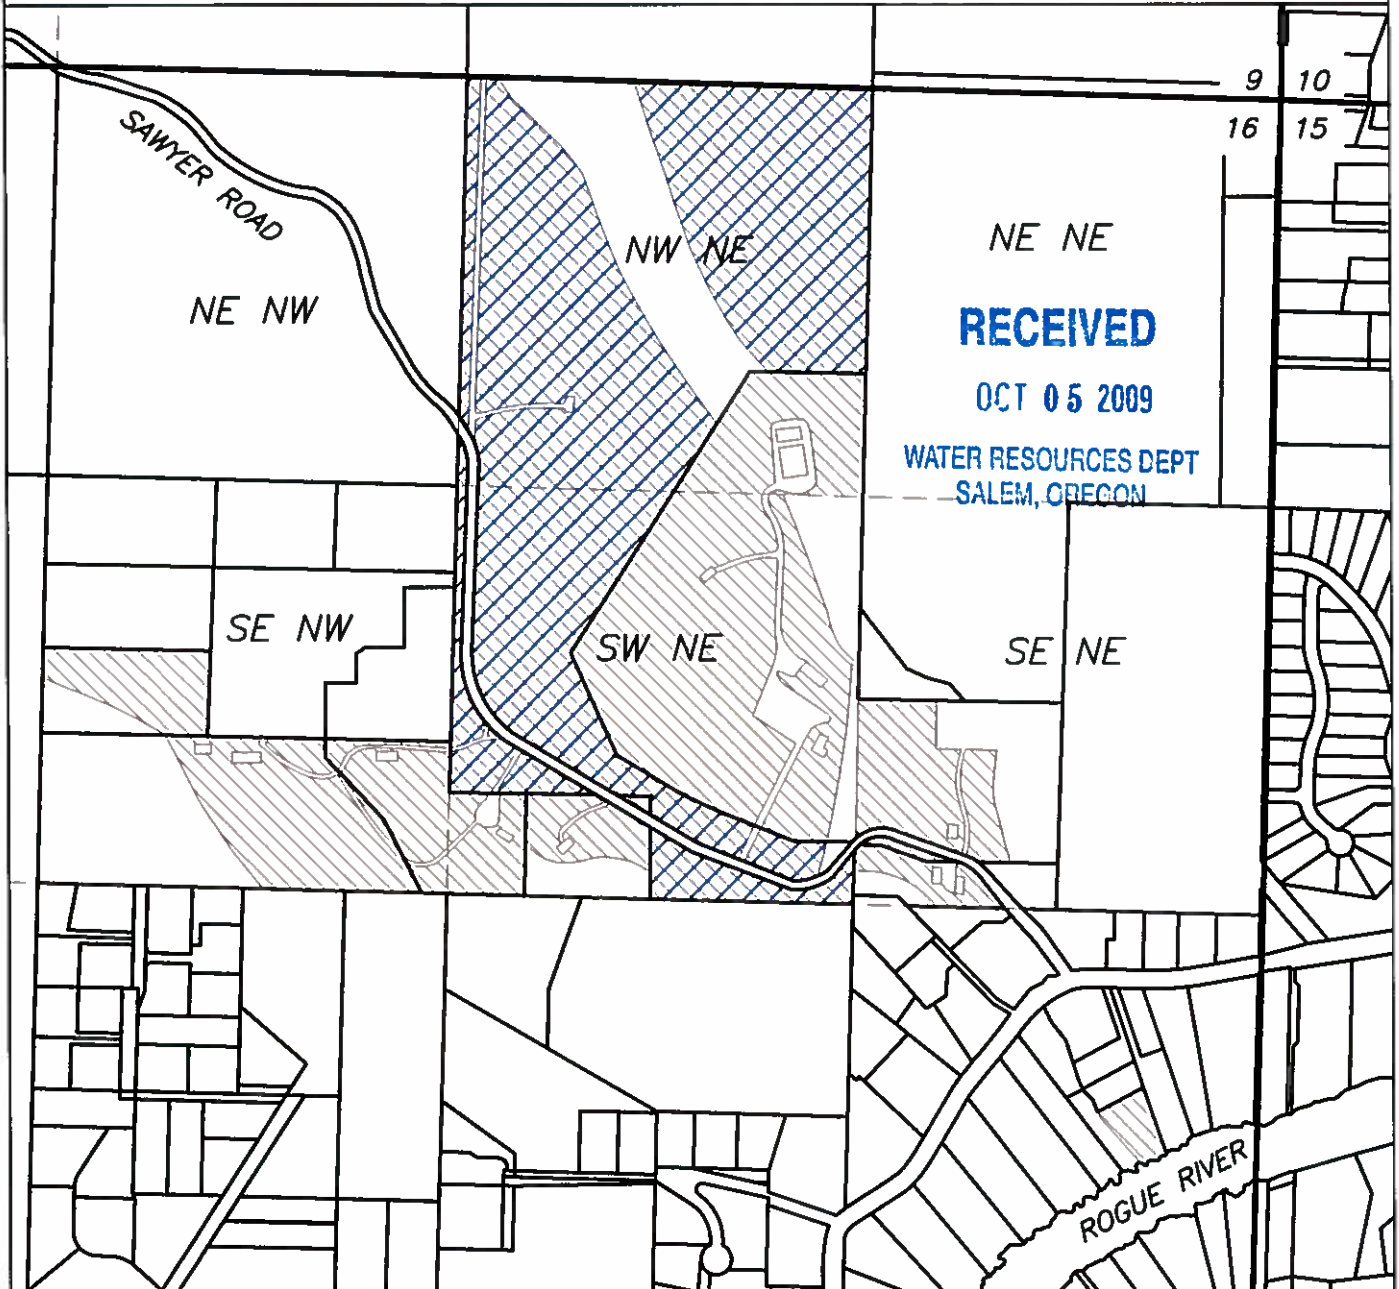 9 10
16 15
SAWYER ROAD
NW NE
NE NE
NE NW
RECEIVED
OCT 05 2009
WATER RESOURCES DEPT
SALEM, OREGON
SE NW
SW NE
SE NE
ROGUE RIVER